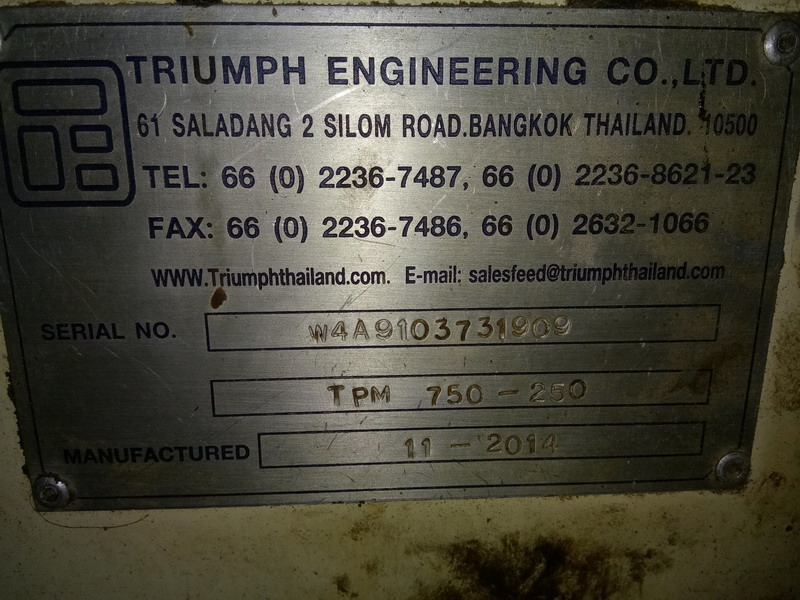 TRIUMPH ENGINEERING CO.,LTD.
61 SALADANG 2 SILOM ROAD.BANGKOK THAILAND. 10500
TEL: 66 (0) 2236-7487, 66 (0) 2236-8621-23
FAX: 66 (0) 2236-7486, 66 (0) 2632-1066
WWW.Triumphthailand.com. E-mail: salesfeed@triumphthailand.com
SERIAL NO. W4A9103731909
TPM 750-250
MANUFACTURED 11-2014